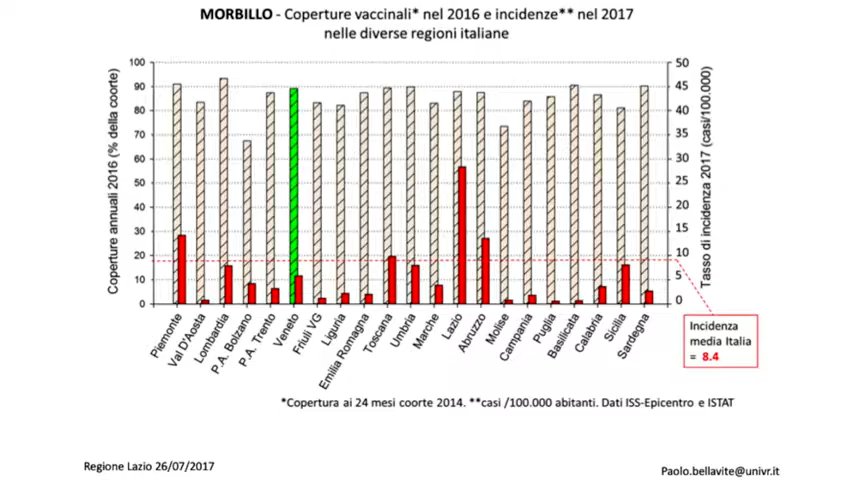 MORBILLO - Coperture vaccinali* nel 2016 e incidenze** nel 2017
nelle diverse regioni italiane
Coperture annuali 2016 (% della coorte)
100
90
80
70
60
50
40
30
20
10
0
50
45
40
35
30
25
20
15
10
5
0
Tasso di incidenza 2017 (casi/100.000)
Piemonte
Val D'Aosta
Lombardia
P.A. Bolzano
P.A. Trento
Veneto
Friuli VG
Liguria
Emilia Romagna
Toscana
Umbria
Marche
Lazio
Abruzzo
Molise
Campania
Puglia
Basilicata
Calabria
Sicilia
Sardegna
Incidenza
media Italia
= 8.4
*Copertura ai 24 mesi coorte 2014. **casi /100.000 abitanti. Dati ISS-Epicentro e ISTAT
Regione Lazio 26/07/2017
Paolo.bellavite@univr.it